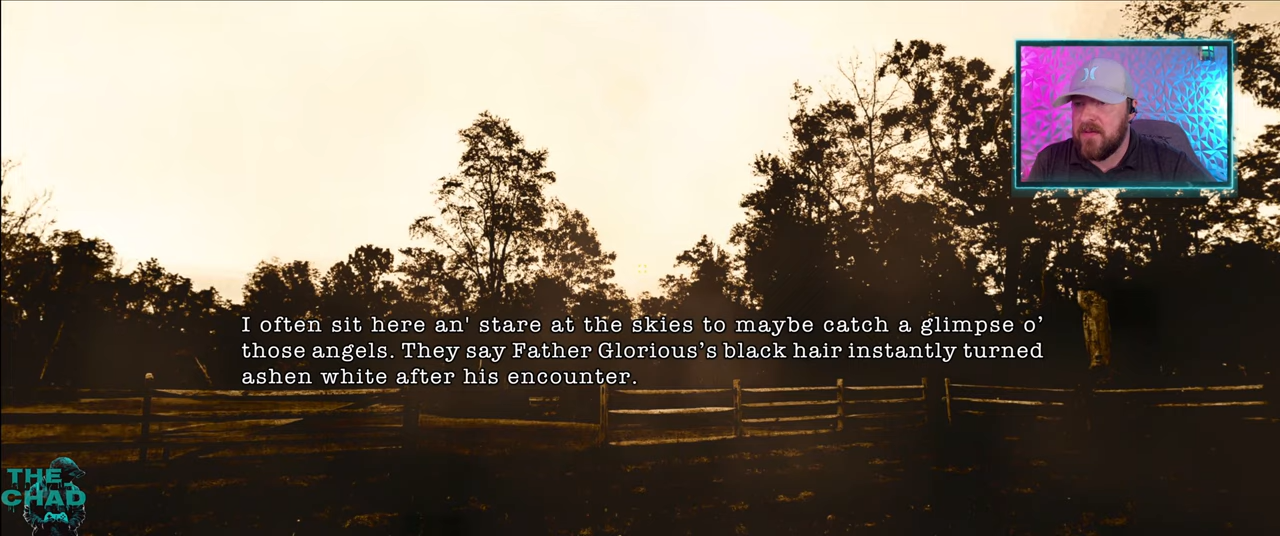 I often sit here an' stare at the skies to maybe catch a glimpse o’
those angels. They say Father Glorious’s black hair instantly turned
ashen white after his encounter.
THE
CHAD